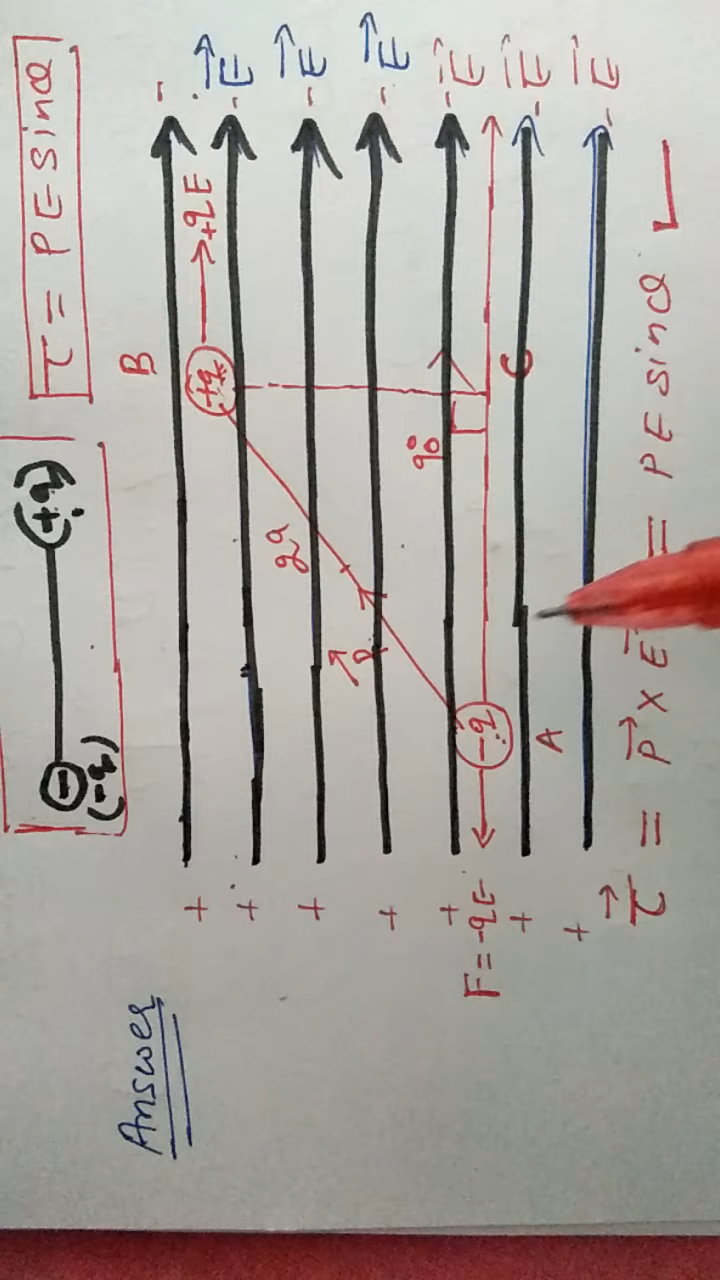 ⊖ (+q)
(-q)
τ = PE sinθ
Answer
B
+ -
+q +qE
+ - E⃗
2a
+ - E⃗
P⃗
+ - E⃗
90°
+ - E⃗
F = -qE -q
+ A C - E⃗
+ - E⃗
τ⃗ = P⃗ × E⃗ = PE sinθ